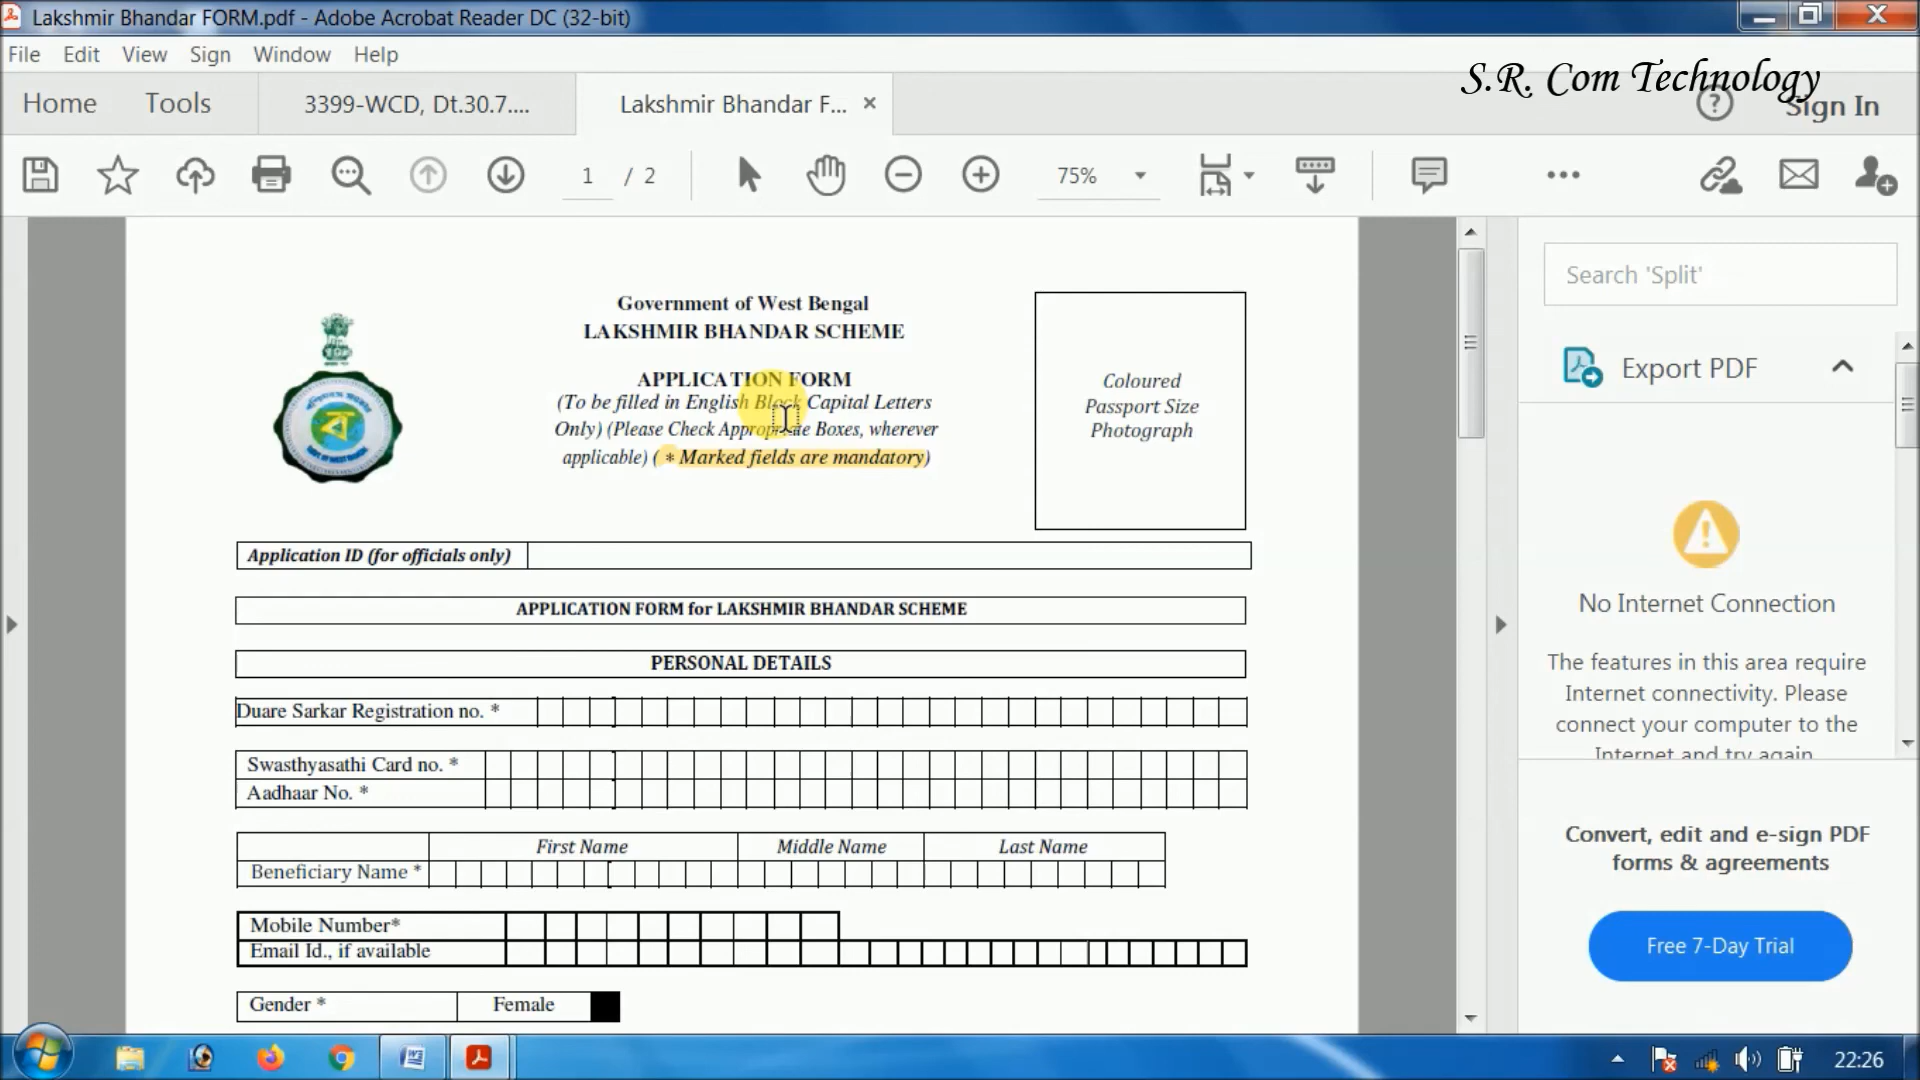 Lakshmir Bhandar FORM.pdf - Adobe Acrobat Reader DC (32-bit)
File Edit View Sign Window Help
S.R. Com Technology
Home Tools 3399-WCD, Dt.30.7.... Lakshmir Bhandar F... × ? Sign In
1 / 2 75%
Search 'Split'
Export PDF
No Internet Connection
The features in this area require
Internet connectivity. Please
connect your computer to the
Internet and try again
Convert, edit and e-sign PDF
forms & agreements
Free 7-Day Trial
Government of West Bengal
LAKSHMIR BHANDAR SCHEME
APPLICATION FORM
(To be filled in English Block Capital Letters
Only) (Please Check Appropriate Boxes, wherever
applicable) ( * Marked fields are mandatory)
Coloured
Passport Size
Photograph
Application ID (for officials only)
APPLICATION FORM for LAKSHMIR BHANDAR SCHEME
PERSONAL DETAILS
Duare Sarkar Registration no. *
Swasthyasathi Card no. *
Aadhaar No. *
First Name Middle Name Last Name
Beneficiary Name *
Mobile Number*
Email Id., if available
Gender * Female
22:26